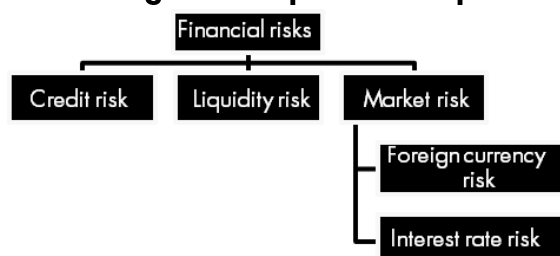 Financial risks
Credit risk
Liquidity risk
Market risk
Foreign currency
risk
Interest rate risk